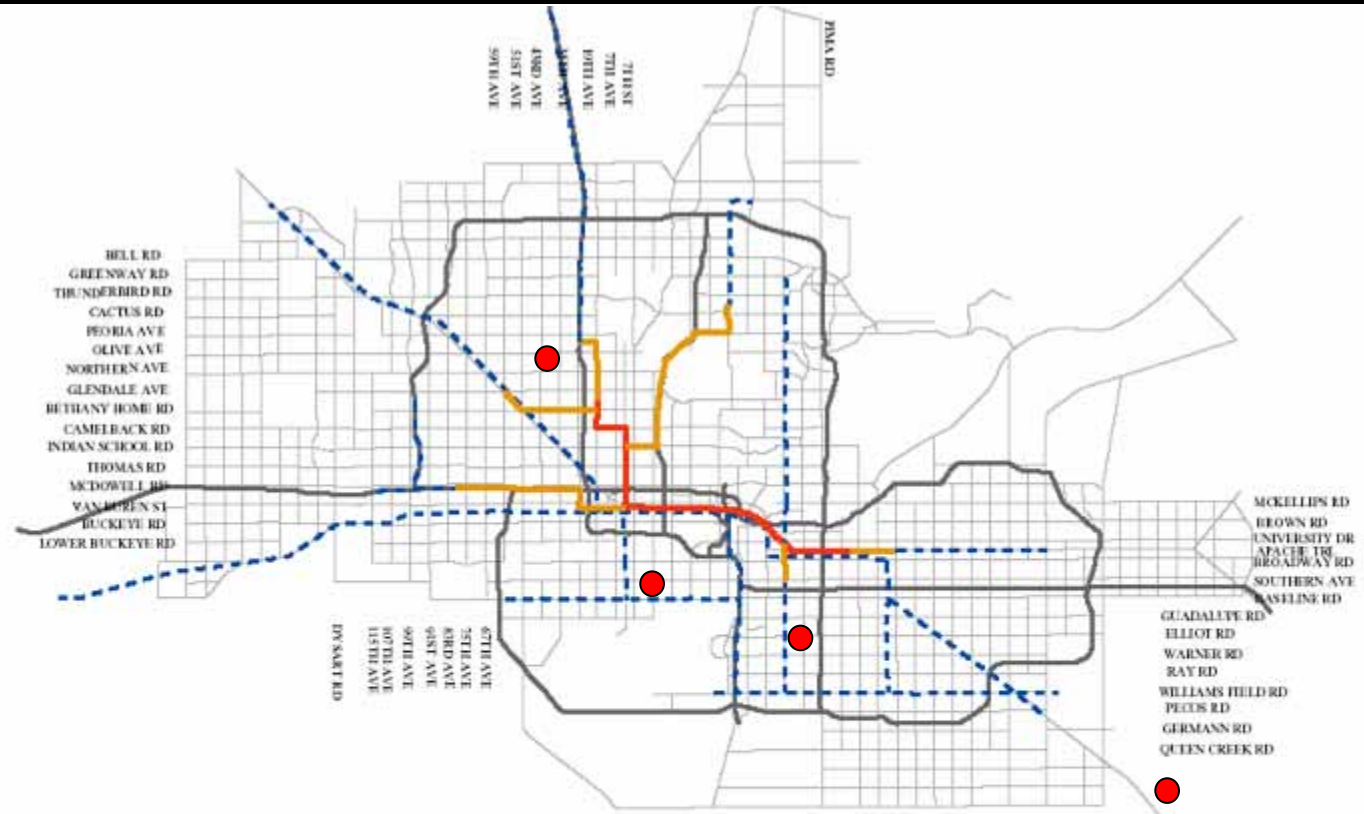 59TH AVE
51ST AVE
43RD AVE
19TH AVE
7TH AVE
7TH ST
PIMA RD
BELL RD
GREENWAY RD
THUNDERBIRD RD
CACTUS RD
PEORIA AVE
OLIVE AVE
NORTHERN AVE
GLENDALE AVE
BETHANY HOME RD
CAMELBACK RD
INDIAN SCHOOL RD
THOMAS RD
MCDOWELL RD
VAN BUREN ST
BUCKEYE RD
LOWER BUCKEYE RD
MCKELLIPS RD
BROWN RD
UNIVERSITY DR
APACHE TRL
BROADWAY RD
SOUTHERN AVE
BASELINE RD
GUADALUPE RD
ELLIOT RD
WARNER RD
RAY RD
WILLIAMS FIELD RD
PECOS RD
GERMANN RD
QUEEN CREEK RD
DYSART RD
115TH AVE
107TH AVE
99TH AVE
91ST AVE
83RD AVE
75TH AVE
67TH AVE